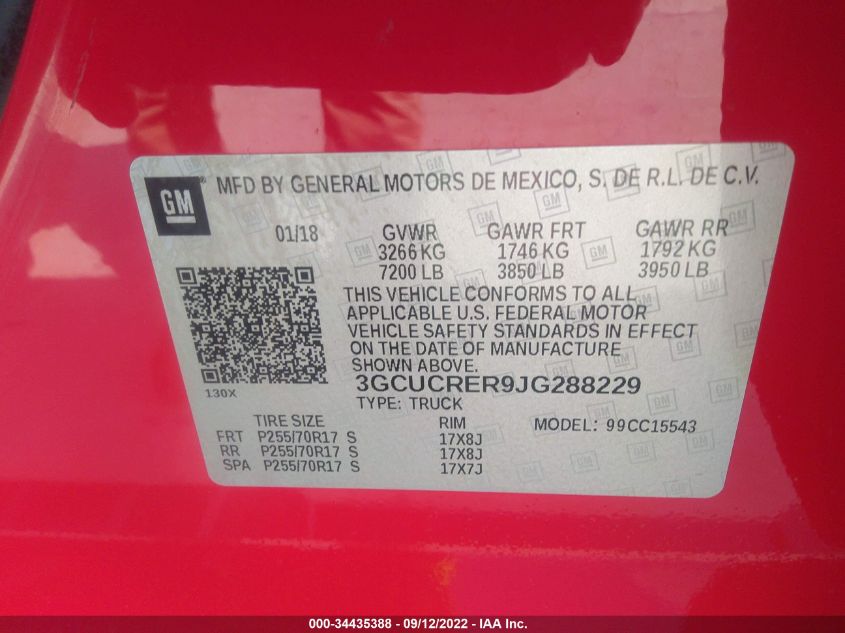 GM ® MFD BY GENERAL MOTORS DE MEXICO, S. DE R.L. DE C.V.
01/18 GVWR GAWR FRT GAWR RR
3266 KG 1746 KG 1792 KG
7200 LB 3850 LB 3950 LB
THIS VEHICLE CONFORMS TO ALL
APPLICABLE U.S. FEDERAL MOTOR
VEHICLE SAFETY STANDARDS IN EFFECT
ON THE DATE OF MANUFACTURE
SHOWN ABOVE.
130X 3GCUCRER9JG288229
TYPE: TRUCK
TIRE SIZE RIM MODEL: 99CC15543
FRT P255/70R17 S 17X8J
RR P255/70R17 S 17X8J
SPA P255/70R17 S 17X7J
000-34435388 - 09/12/2022 - IAA Inc.